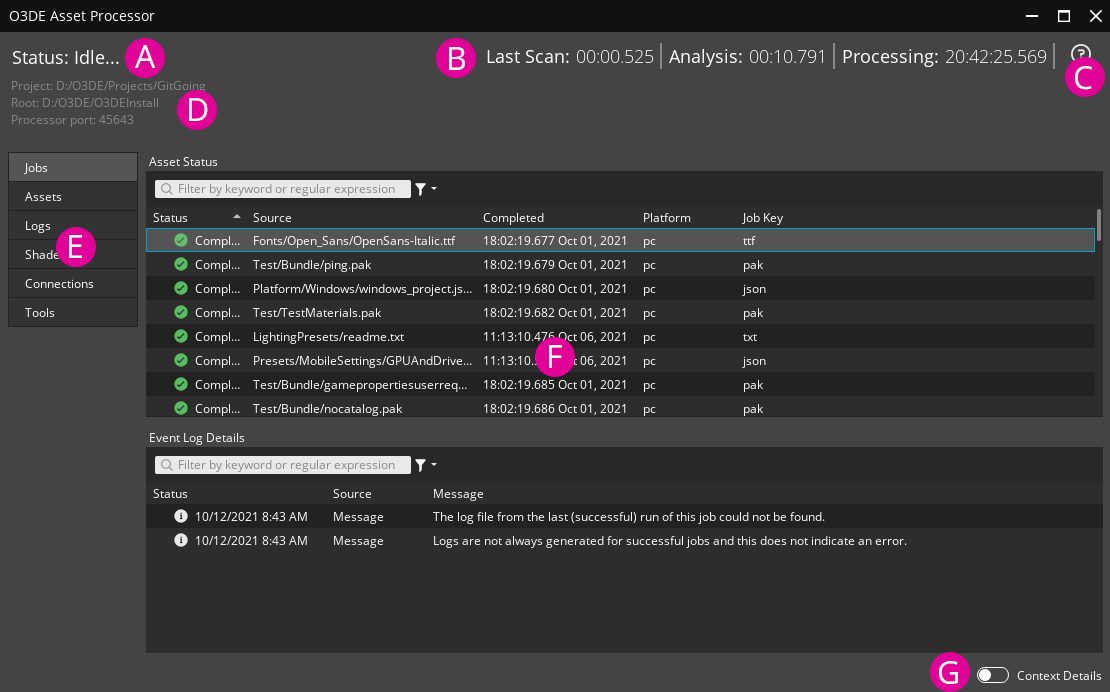 O3DE Asset Processor
Status: Idle... A
B Last Scan: 00:00.525 Analysis: 00:10.791 Processing: 20:42:25.569 ?
C
Project: D:/O3DE/Projects/GitGoing
Root: D:/O3DE/O3DEInstall
D
Processor port: 45643
Jobs
Assets
Logs
Shade
E
Connections
Tools
Asset Status
Filter by keyword or regular expression
Status Source Completed Platform Job Key
Compl... Fonts/Open_Sans/OpenSans-Italic.ttf 18:02:19.677 Oct 01, 2021 pc ttf
Compl... Test/Bundle/ping.pak 18:02:19.679 Oct 01, 2021 pc pak
Compl... Platform/Windows/windows_project.js... 18:02:19.680 Oct 01, 2021 pc json
Compl... Test/TestMaterials.pak 18:02:19.682 Oct 01, 2021 pc pak
Compl... LightingPresets/readme.txt 11:13:10.476 Oct 06, 2021 pc txt
F
Compl... Presets/MobileSettings/GPUAndDrive... 11:13:10. Oct 06, 2021 pc json
Compl... Test/Bundle/gamepropertiesuserreq... 18:02:19.685 Oct 01, 2021 pc pak
Compl... Test/Bundle/nocatalog.pak 18:02:19.686 Oct 01, 2021 pc pak
Event Log Details
Filter by keyword or regular expression
Status Source Message
10/12/2021 8:43 AM Message The log file from the last (successful) run of this job could not be found.
10/12/2021 8:43 AM Message Logs are not always generated for successful jobs and this does not indicate an error.
G Context Details